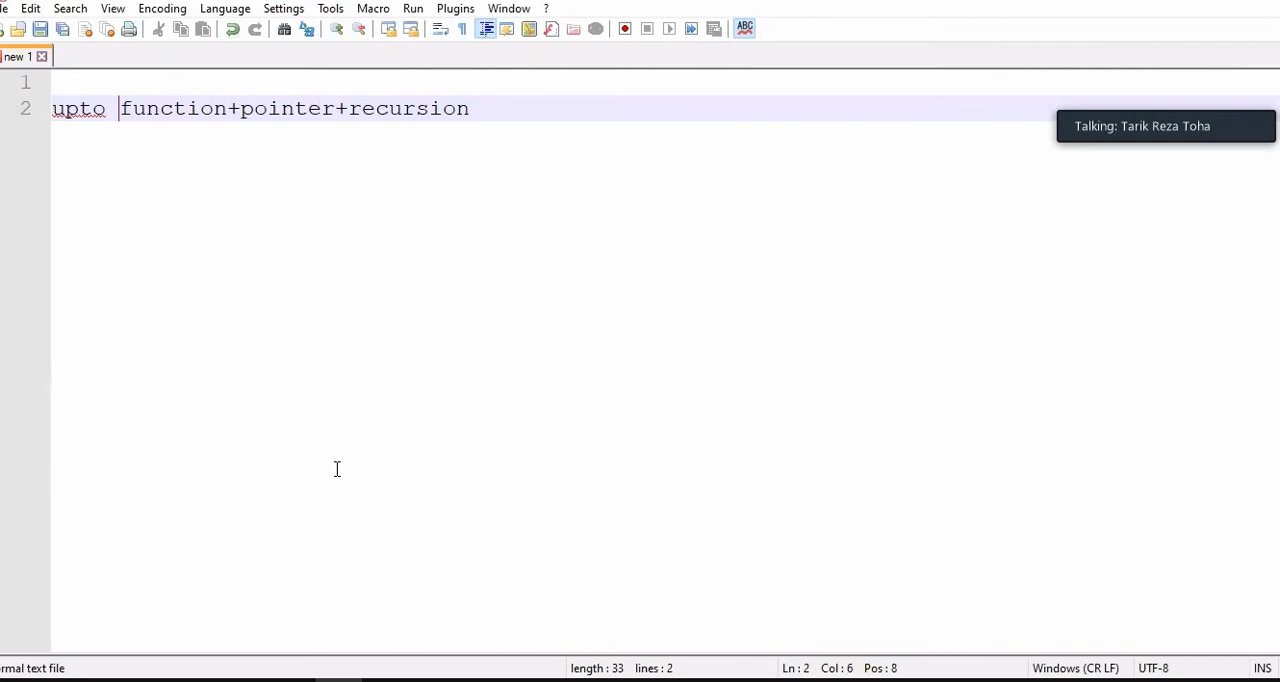 Edit Search View Encoding Language Settings Tools Macro Run Plugins Window ?
ABC
new 1
1
2 upto function+pointer+recursion
Talking: Tarik Reza Toha
rmal text file length : 33 lines : 2 Ln : 2 Col : 6 Pos : 8 Windows (CR LF) UTF-8 INS